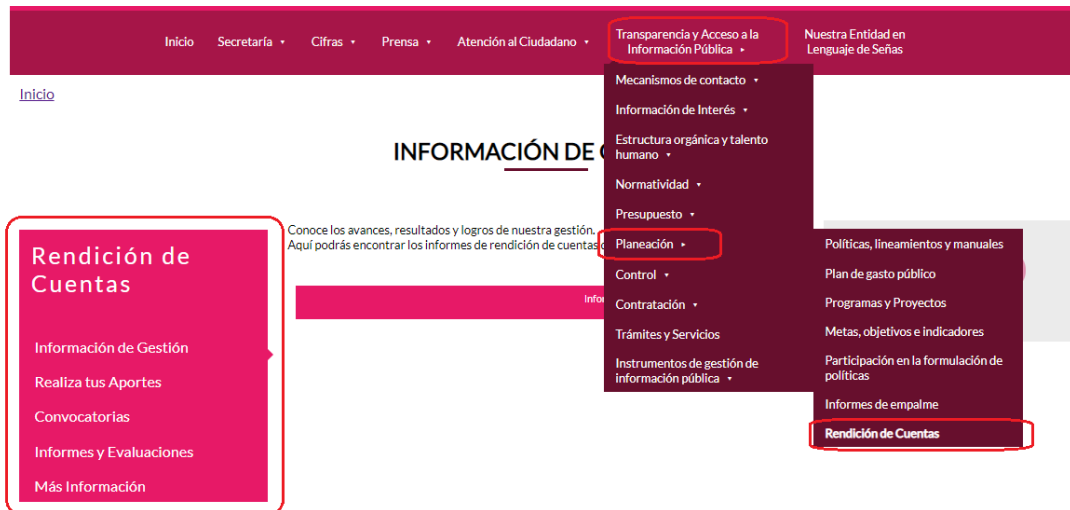 Inicio Secretaría Cifras Prensa Atención al Ciudadano Transparencia y Acceso a la Información Pública Nuestra Entidad en Lenguaje de Señas
Inicio
INFORMACIÓN DE
Conoce los avances, resultados y logros de nuestra gestión.
Aquí podrás encontrar los informes de rendición de cuentas
Rendición de
Cuentas
Información de Gestión
Realiza tus Aportes
Convocatorias
Informes y Evaluaciones
Más Información
Mecanismos de contacto
Información de Interés
Estructura orgánica y talento
humano
Normatividad
Presupuesto
Planeación
Control
Contratación
Trámites y Servicios
Instrumentos de gestión de
información pública
Políticas, lineamientos y manuales
Plan de gasto público
Programas y Proyectos
Metas, objetivos e indicadores
Participación en la formulación de
políticas
Informes de empalme
Rendición de Cuentas